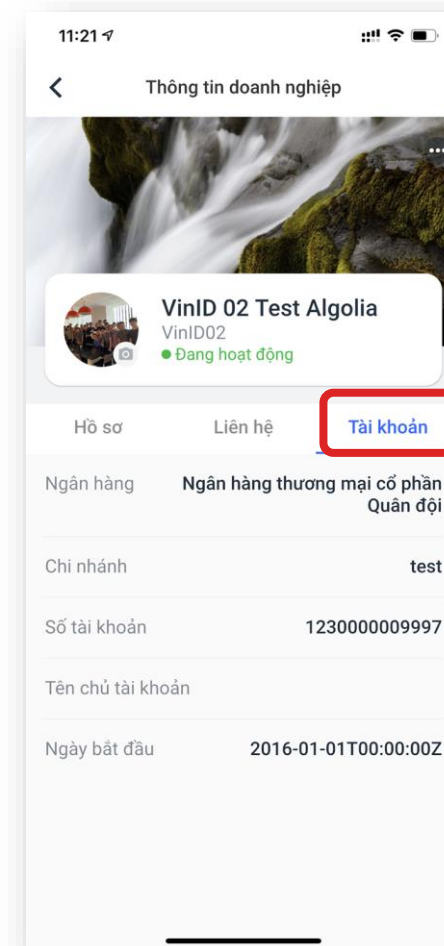 11:21
Thông tin doanh nghiệp
VinID 02 Test Algolia
VinID02
Đang hoạt động
Hồ sơ Liên hệ Tài khoản
Ngân hàng Ngân hàng thương mại cổ phần
Quân đội
Chi nhánh test
Số tài khoản 1230000009997
Tên chủ tài khoản
Ngày bắt đầu 2016-01-01T00:00:00Z